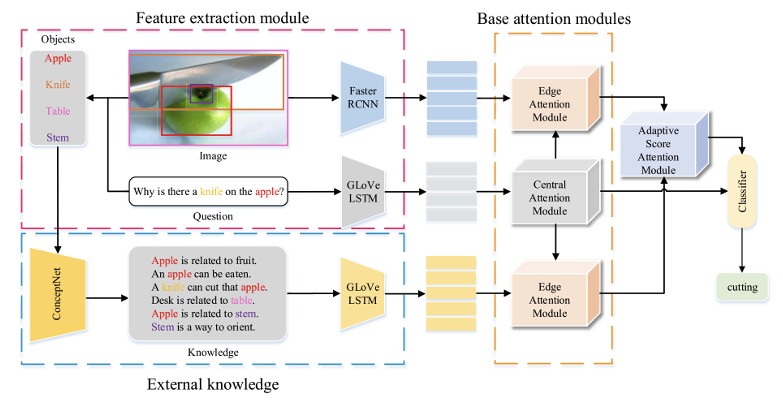 Feature extraction module
Base attention modules
Objects
Apple
Knife
Table
Stem
Image
Faster
RCNN
Edge
Attention
Module
Adaptive
Score
Attention
Module
Why is there a knife on the apple?
Question
GLoVe
LSTM
Central
Attention
Module
Classifier
ConceptNet
Apple is related to fruit.
An apple can be eaten.
A knife can cut that apple.
Desk is related to table.
Apple is related to stem.
Stem is a way to orient.
Knowledge
GLoVe
LSTM
Edge
Attention
Module
cutting
External knowledge